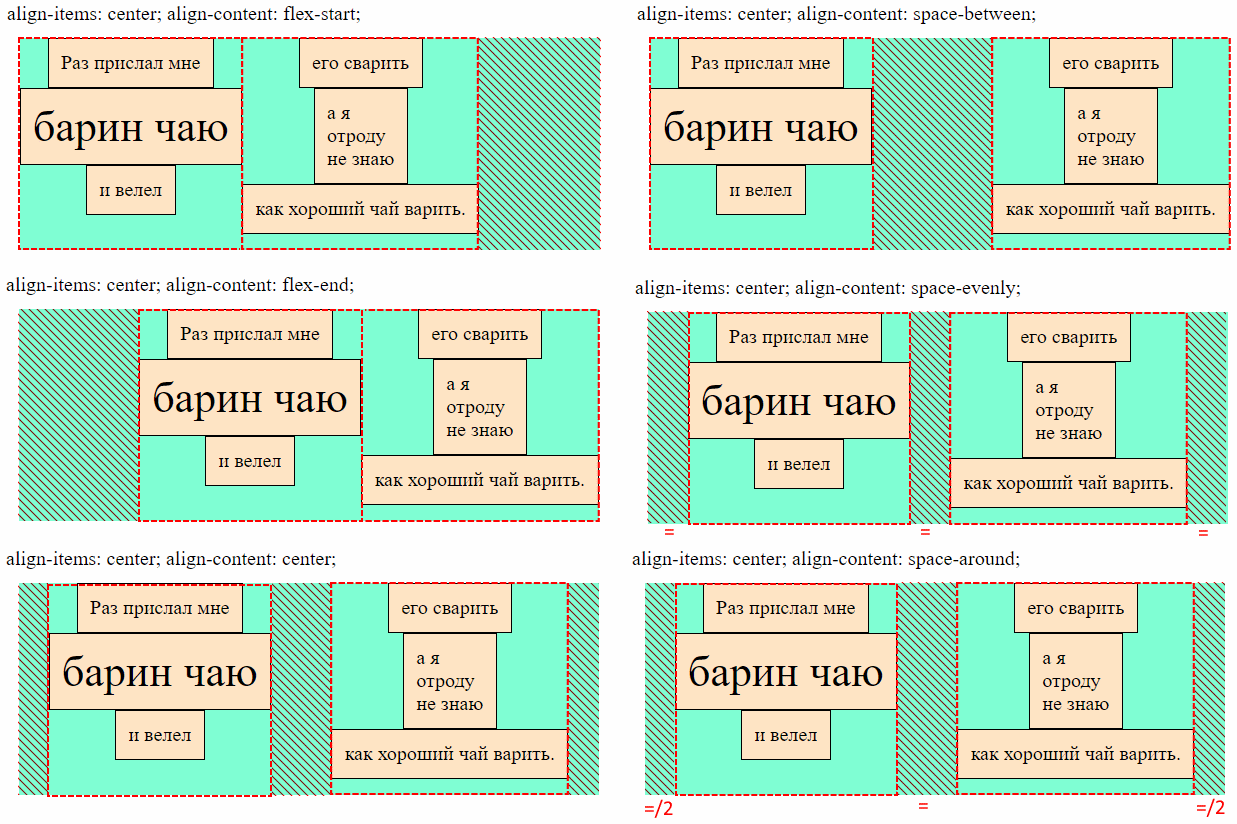 align-items: center; align-content: flex-start;
Раз прислал мне
барин чаю
и велел
его сварить
а я
отроду
не знаю
как хороший чай варить.
align-items: center; align-content: space-between;
Раз прислал мне
барин чаю
и велел
его сварить
а я
отроду
не знаю
как хороший чай варить.
align-items: center; align-content: flex-end;
Раз прислал мне
барин чаю
и велел
его сварить
а я
отроду
не знаю
как хороший чай варить.
align-items: center; align-content: space-evenly;
Раз прислал мне
барин чаю
и велел
его сварить
а я
отроду
не знаю
как хороший чай варить.
= = =
align-items: center; align-content: center;
Раз прислал мне
барин чаю
и велел
его сварить
а я
отроду
не знаю
как хороший чай варить.
align-items: center; align-content: space-around;
Раз прислал мне
барин чаю
и велел
его сварить
а я
отроду
не знаю
как хороший чай варить.
=/2 = =/2